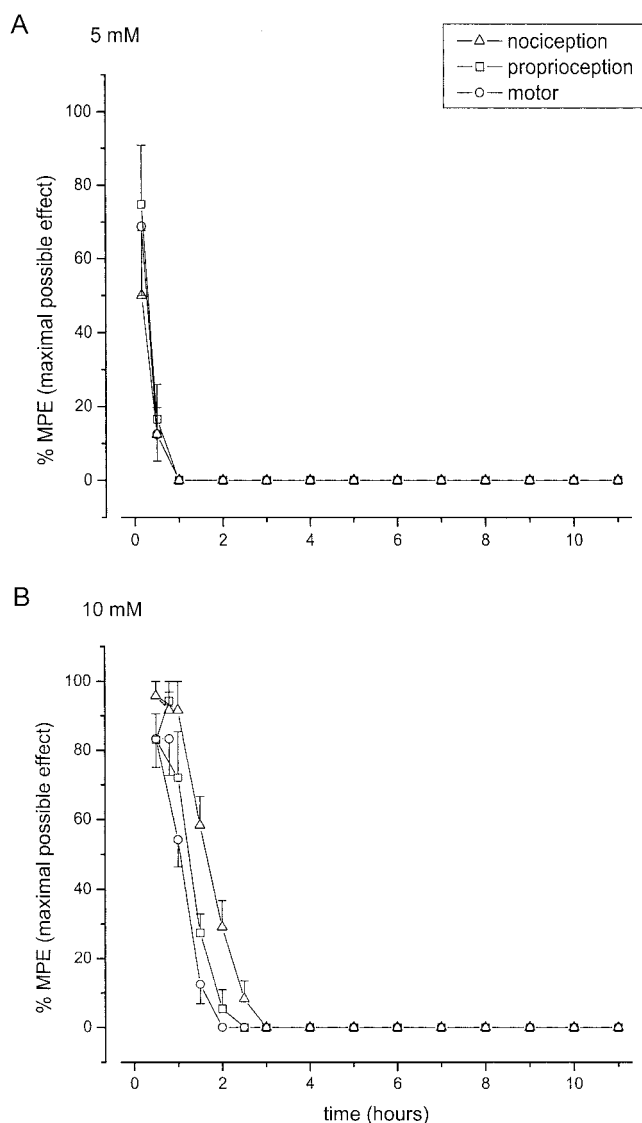 A
5 mM
nociception
proprioception
motor
100
80
60
40
20
0
% MPE (maximal possible effect)
0 2 4 6 8 10
B
10 mM
100
80
60
40
20
0
% MPE (maximal possible effect)
0 2 4 6 8 10
time (hours)